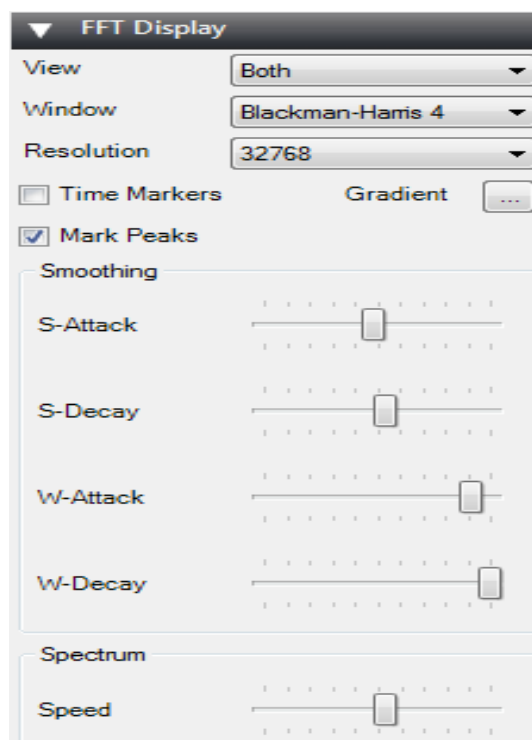 FFT Display
View Both
Window Blackman-Harris 4
Resolution 32768
Time Markers Gradient ...
Mark Peaks
Smoothing
S-Attack
S-Decay
W-Attack
W-Decay
Spectrum
Speed